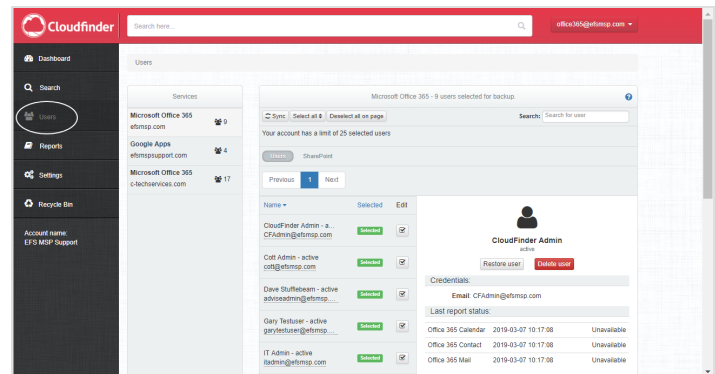 Cloudfinder
Search here...
office365@efsmsp.com
Dashboard
Search
Users
Reports
Settings
Recycle Bin
Account name:
EFS MSP Support
Users
Services
Microsoft Office 365
efsmsp.com
9
Google Apps
efsmspsupport.com
4
Microsoft Office 365
c-techservices.com
17
Microsoft Office 365 - 9 users selected for backup.
Sync Select all Deselect all on page
Search: Search for user
Your account has a limit of 25 selected users
Users SharePoint
Previous 1 Next
Name Selected Edit
CloudFinder Admin - a...
CFAdmin@efsmsp.com
Selected
Cott Admin - active
cott@efsmsp.com
Selected
Dave Stufflebeam - active
adviseadmin@efsmsp....
Selected
Gary Testuser - active
garytestuser@efsmsp....
Selected
IT Admin - active
itadmin@efsmsp.com
Selected
CloudFinder Admin
active
Restore user Delete user
Credentials:
Email: CFAdmin@efsmsp.com
Last report status:
Office 365 Calendar 2019-03-07 10:17:08 Unavailable
Office 365 Contact 2019-03-07 10:17:08 Unavailable
Office 365 Mail 2019-03-07 10:17:08 Unavailable